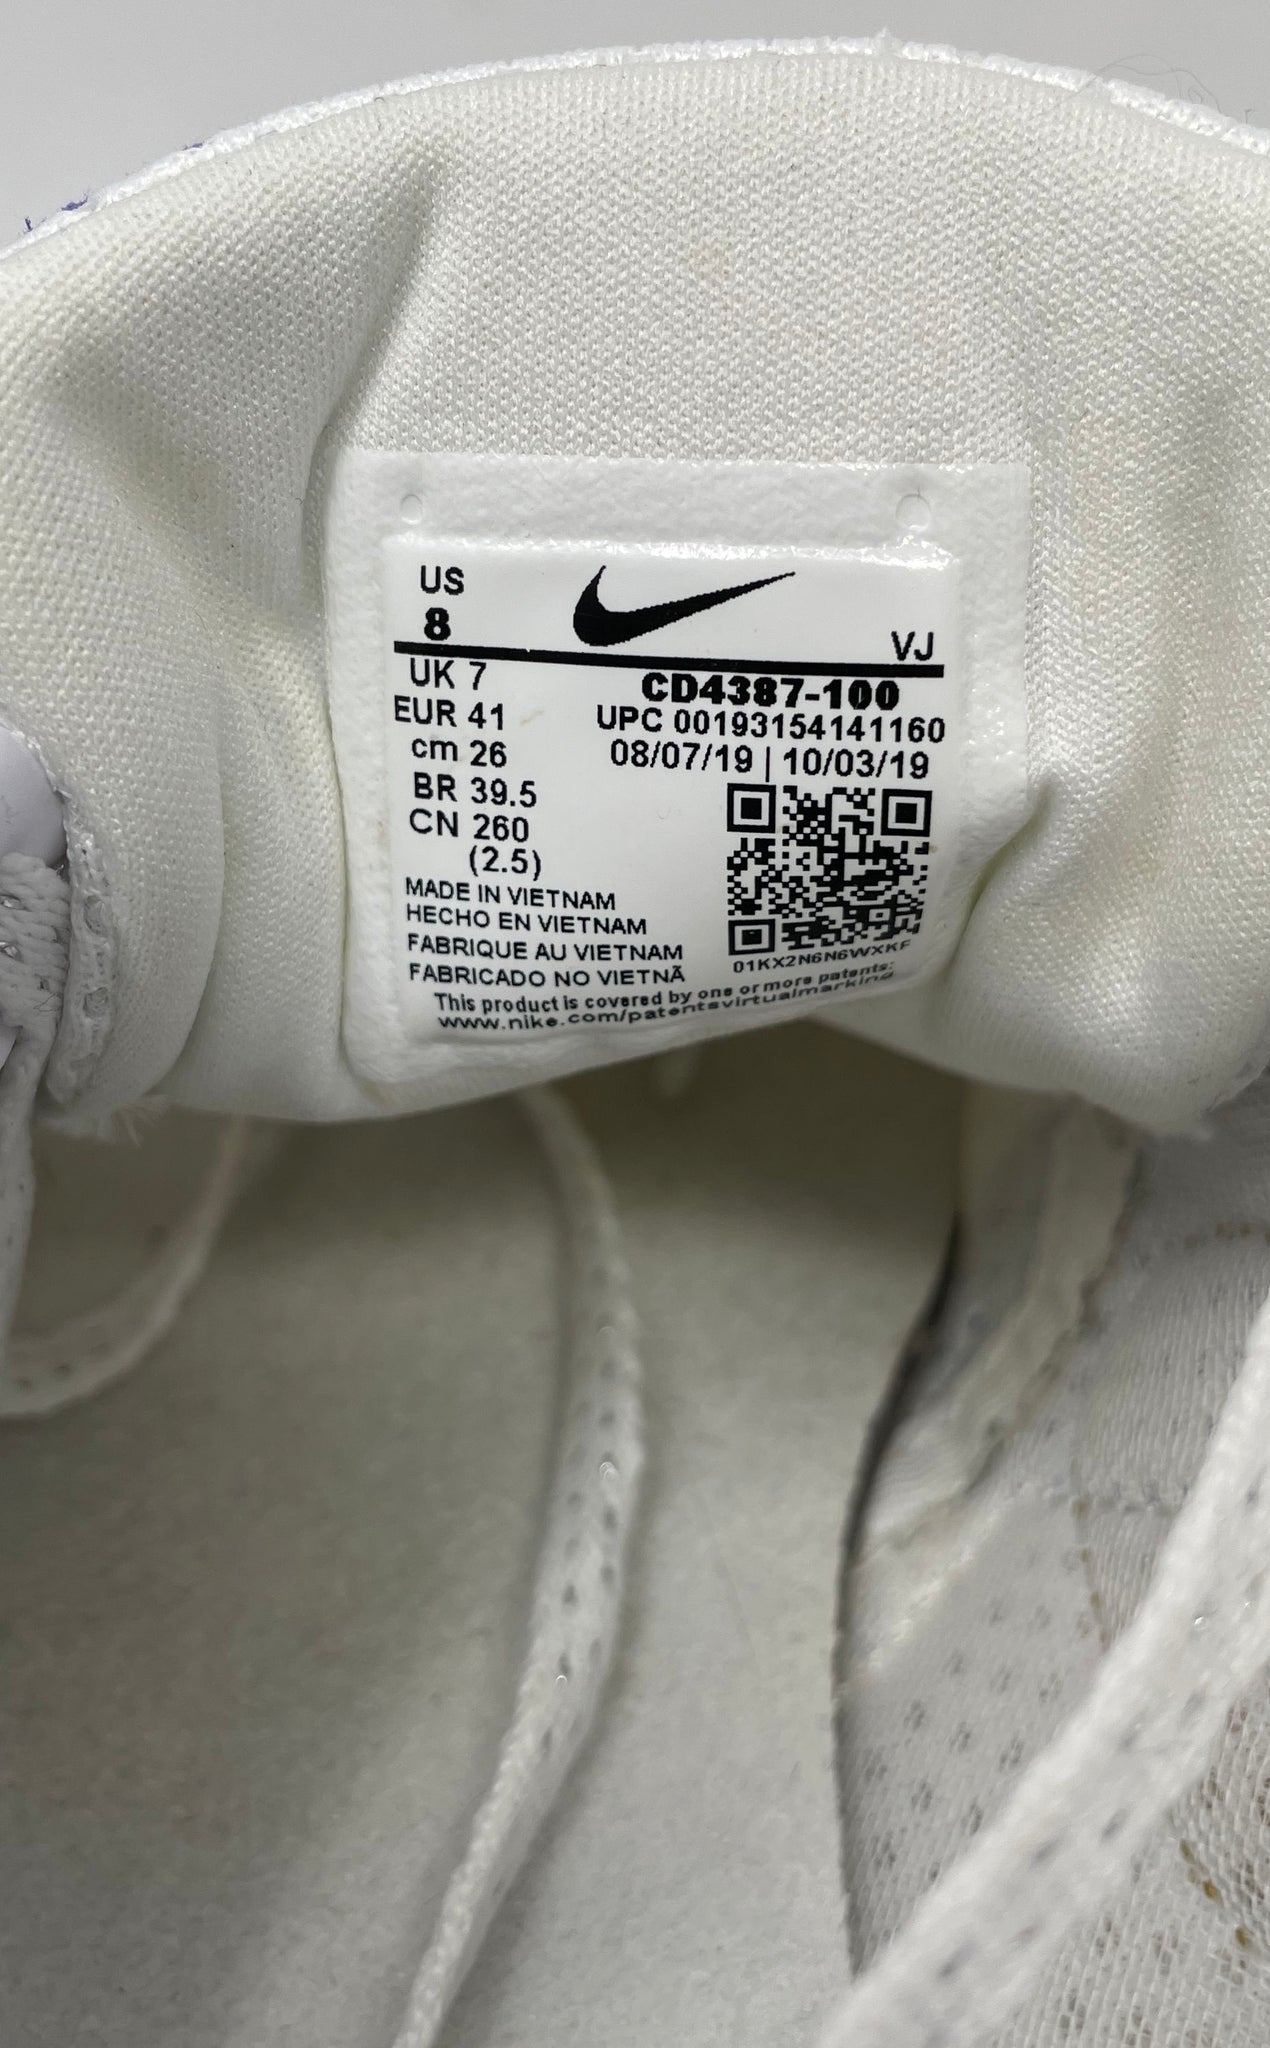 US
8
VJ
UK 7
CD4387-100
EUR 41
UPC 00193154141160
cm 26
08/07/19 | 10/03/19
BR 39.5
CN 260
(2.5)
MADE IN VIETNAM
HECHO EN VIETNAM
FABRIQUE AU VIETNAM
FABRICADO NO VIETNÃ
01KX2N6N6WXKF
This product is covered by one or more patents:
www.nike.com/patentsvirtualmarking